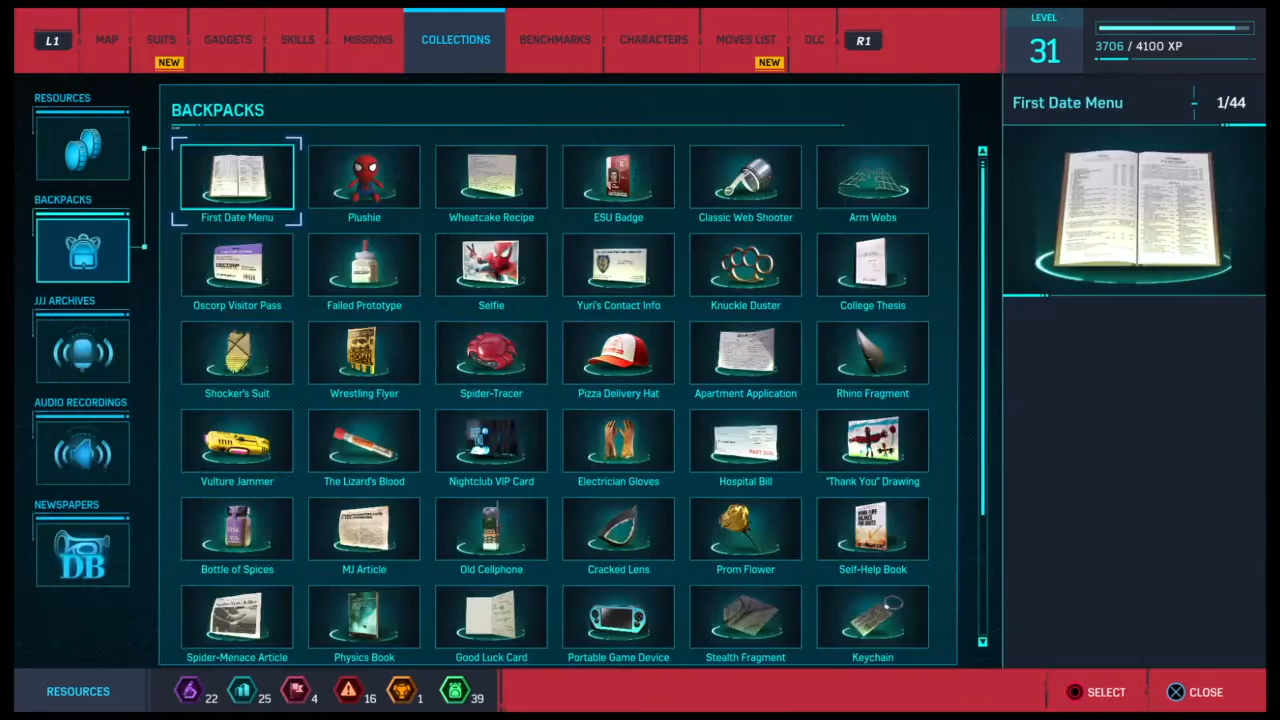 L1 MAP SUITS GADGETS SKILLS MISSIONS COLLECTIONS BENCHMARKS CHARACTERS MOVES LIST DLC R1
NEW NEW
LEVEL
31
3706 / 4100 XP
RESOURCES
BACKPACKS
JJJ ARCHIVES
AUDIO RECORDINGS
NEWSPAPERS
DB
BACKPACKS
First Date Menu Plushie Wheatcake Recipe ESU Badge Classic Web Shooter Arm Webs
OSCORP
Oscorp Visitor Pass Failed Prototype Selfie Yuri's Contact Info Knuckle Duster College Thesis
Shocker's Suit Wrestling Flyer Spider-Tracer Pizza Delivery Hat Apartment Application Rhino Fragment
Vulture Jammer The Lizard's Blood Nightclub VIP Card Electrician Gloves Hospital Bill "Thank You" Drawing
Bottle of Spices MJ Article Old Cellphone Cracked Lens Prom Flower Self-Help Book
Spider-Menace Article Physics Book Good Luck Card Portable Game Device Stealth Fragment Keychain
First Date Menu 1/44
RESOURCES 22 25 4 16 1 39
SELECT CLOSE